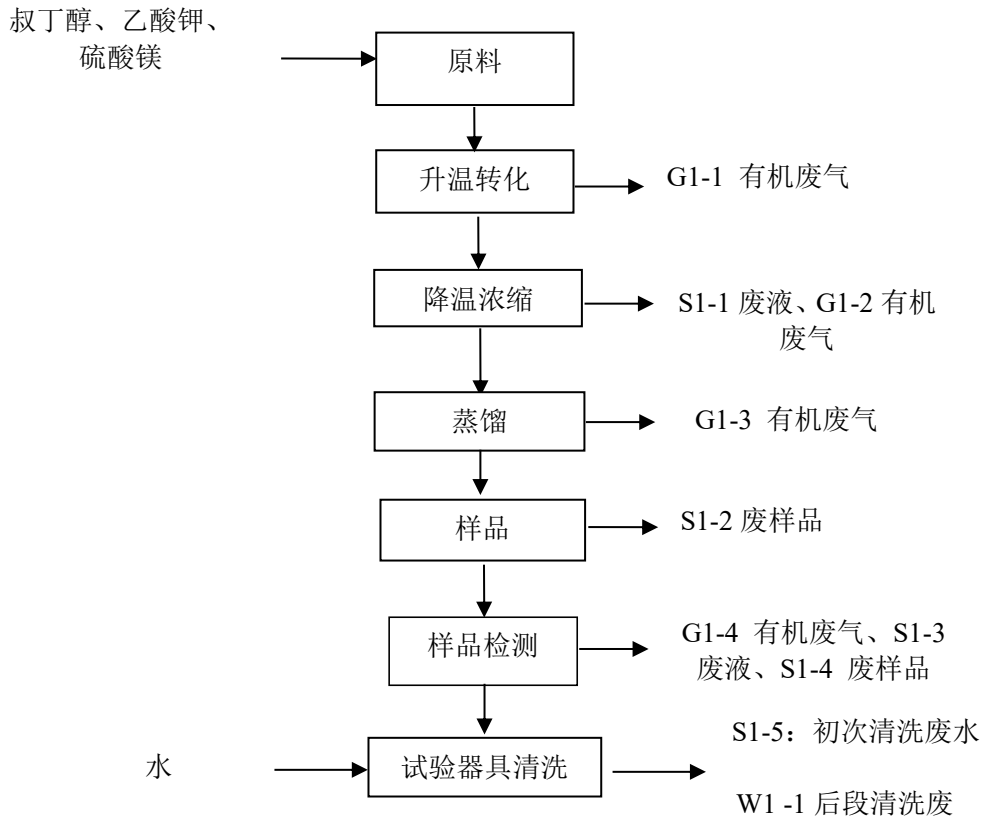 叔丁醇、乙酸钾、
硫酸镁
原料
升温转化
G1-1 有机废气
降温浓缩
S1-1 废液、G1-2 有机
废气
蒸馏
G1-3 有机废气
样品
S1-2 废样品
样品检测
G1-4 有机废气、S1-3
废液、S1-4 废样品
水
试验器具清洗
S1-5：初次清洗废水
W1 -1 后段清洗废